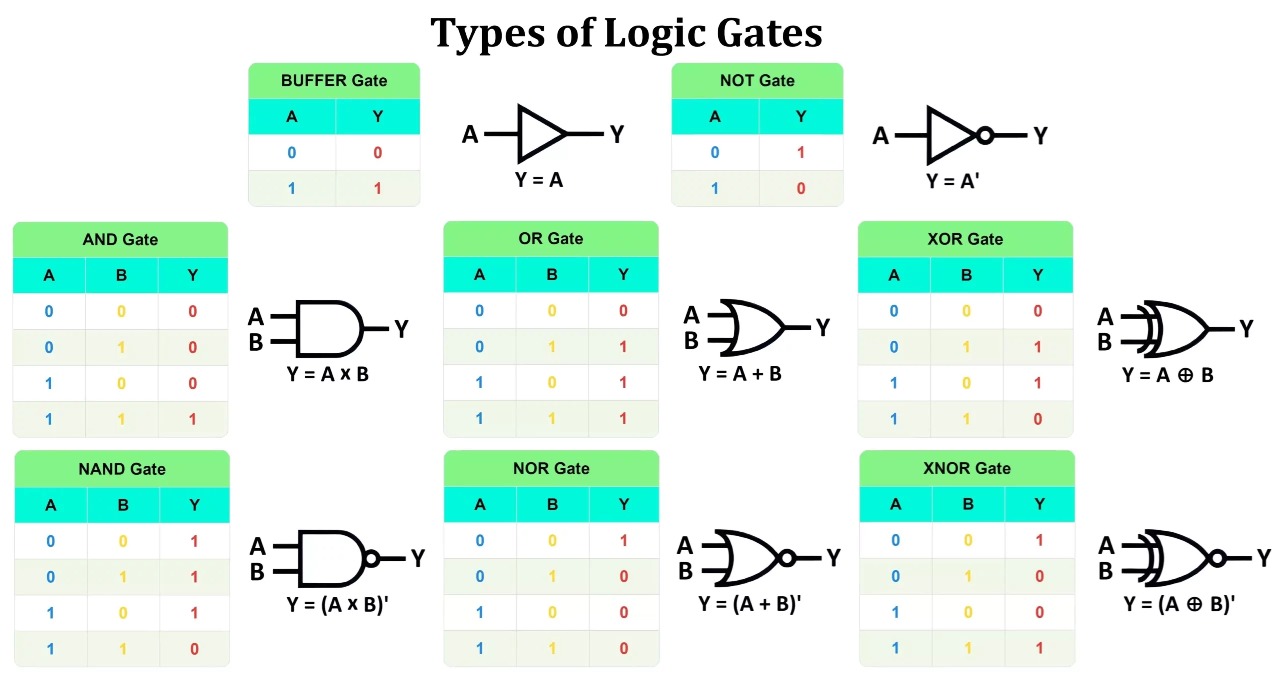 Types of Logic Gates
BUFFER Gate
A Y
0 0
1 1
A Y
Y = A
NOT Gate
A Y
0 1
1 0
A Y
Y = A'
AND Gate
A B Y
0 0 0
0 1 0
1 0 0
1 1 1
A
B
Y
Y = A x B
OR Gate
A B Y
0 0 0
0 1 1
1 0 1
1 1 1
A
B
Y
Y = A + B
XOR Gate
A B Y
0 0 0
0 1 1
1 0 1
1 1 0
A
B
Y
Y = A ⊕ B
NAND Gate
A B Y
0 0 1
0 1 1
1 0 1
1 1 0
A
B
Y
Y = (A x B)'
NOR Gate
A B Y
0 0 1
0 1 0
1 0 0
1 1 0
A
B
Y
Y = (A + B)'
XNOR Gate
A B Y
0 0 1
0 1 0
1 0 0
1 1 1
A
B
Y
Y = (A ⊕ B)'